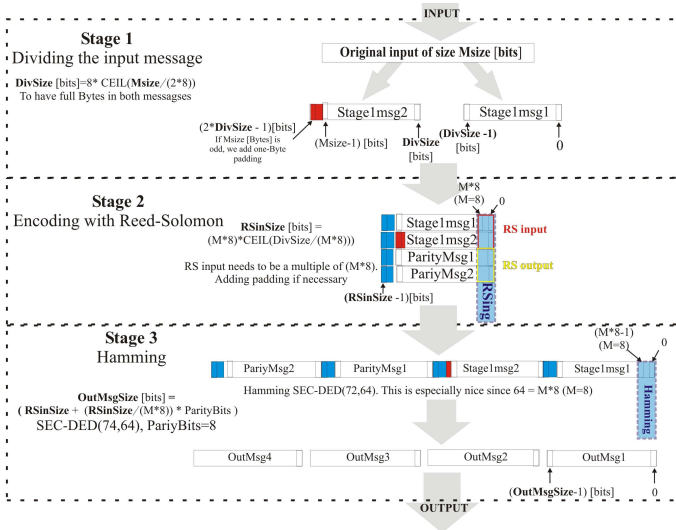 INPUT
Stage 1
Dividing the input message
DivSize [bits]=8* CEIL(Msize/(2*8))
To have full Bytes in both messagses
Original input of size Msize [bits]
Stage1msg2
Stage1msg1
(2*DivSize - 1)[bits]
If Msize [Bytes] is
odd, we add one-Byte
padding
(Msize-1) [bits]
DivSize
[bits]
(DivSize -1)
[bits]
0
Stage 2
Encoding with Reed-Solomon
RSinSize [bits] =
(M*8)*CEIL(DivSize/(M*8)))
RS input needs to be a multiple of (M*8).
Adding padding if necessary
M*8
(M=8)
0
Stage1msg1
Stage1msg2
ParityMsg1
PariyMsg2
RS input
RS output
RSing
(RSinSize -1)[bits]
Stage 3
Hamming
(M*8-1)
(M=8)
0
PariyMsg2
ParityMsg1
Stage1msg2
Stage1msg1
Hamming
Hamming SEC-DED(72,64). This is especially nice since 64 = M*8 (M=8)
OutMsgSize [bits] =
( RSinSize + (RSinSize/(M*8)) * ParityBits )
SEC-DED(74,64), PariyBits=8
OutMsg4
OutMsg3
OutMsg2
OutMsg1
(OutMsgSize-1) [bits]
0
OUTPUT